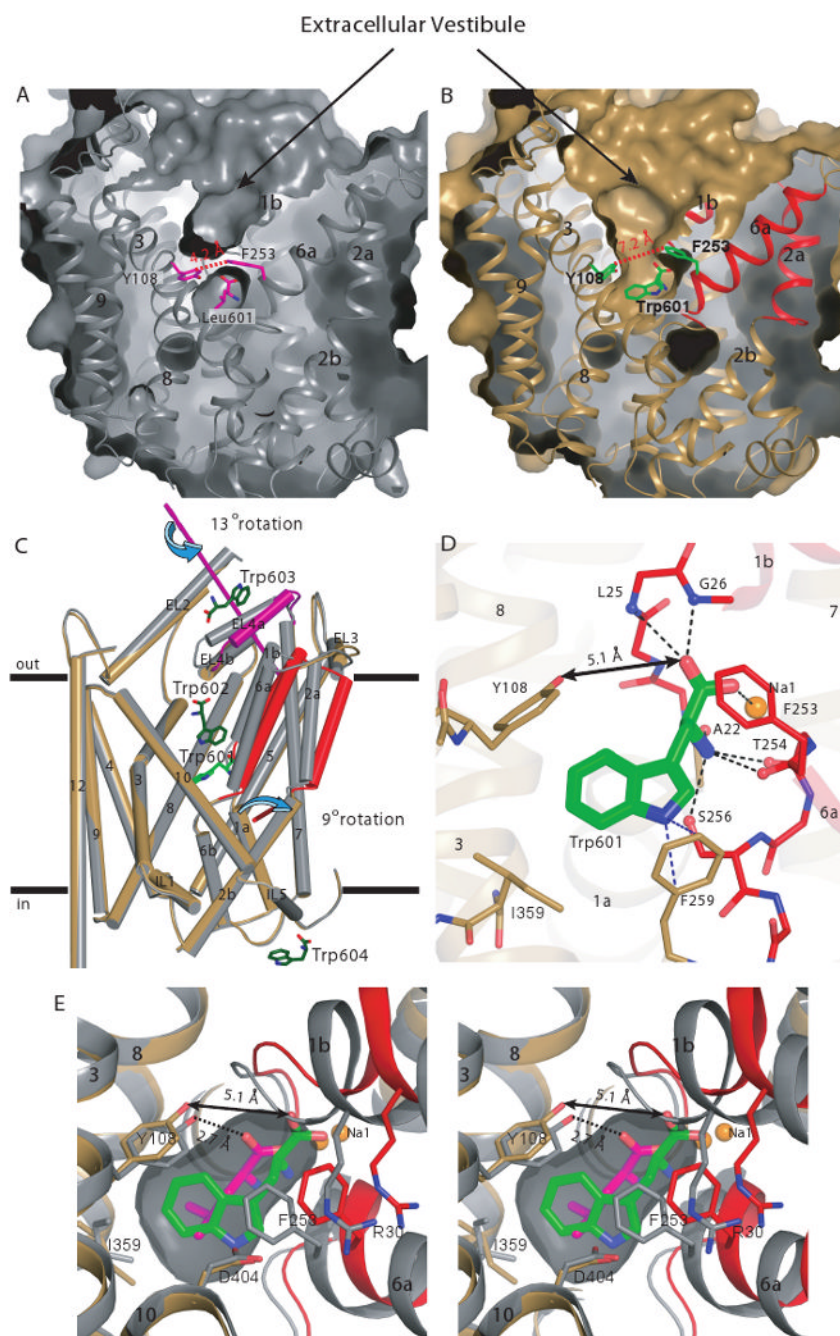 Extracellular Vestibule
A
1b
3
6a
2a
4.2 Å
F253
Y108
9
Leu601
2b
8
B
1b
3
6a
7.2 Å
F253
2a
Y108
9
Trp601
2b
8
C
13°rotation
Trp603
EL2
EL4a
EL3
out
EL4b
1b
6a
2a
Trp602
Trp601
5
4
3
10
12
8
9
1a
9°rotation
7
6b
IL1
2b
IL5
in
Trp604
D
1b
L25
G26
8
7
5.1 Å
Y108
Na1
F253
A22
T254
S256
6a
Trp601
3
F259
1a
I359
E
8
1b
3
5.1 Å
Y108
2.7 Å
Na1
F253
I359
R30
D404
6a
10
8
1b
3
5.1 Å
Y108
Na1
F253
I359
R30
D404
6a
10